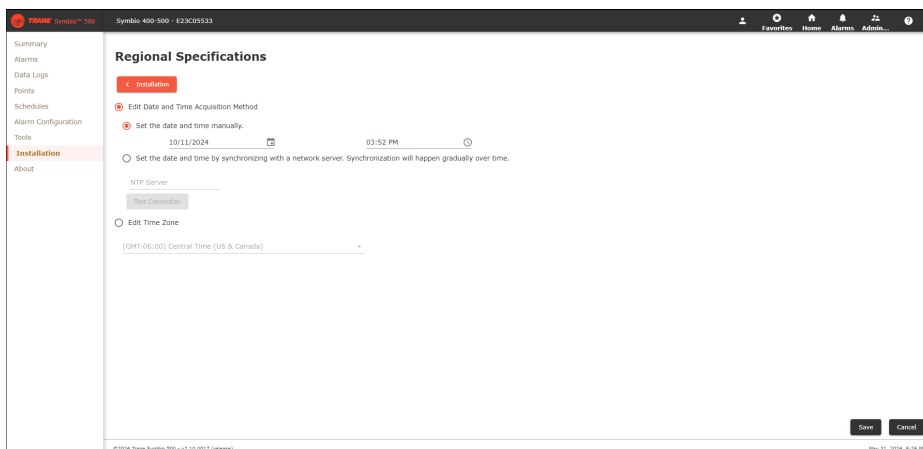 TRANE Symbio™ 500
Symbio 400-500 - E23C05533
Favorites Home Alarms Admin...
Summary
Alarms
Data Logs
Points
Schedules
Alarm Configuration
Tools
Installation
About
Regional Specifications
< Installation
Edit Date and Time Acquisition Method
Set the date and time manually.
10/11/2024 03:52 PM
Set the date and time by synchronizing with a network server. Synchronization will happen gradually over time.
NTP Server
Test Connection
Edit Time Zone
(GMT-06:00) Central Time (US & Canada)
Save Cancel